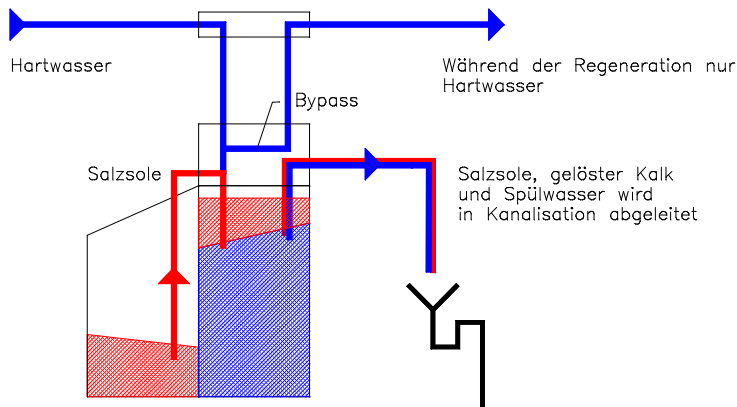 Hartwasser
Während der Regeneration nur
Hartwasser
Bypass
Salzsole
Salzsole, gelöster Kalk
und Spülwasser wird
in Kanalisation abgeleitet